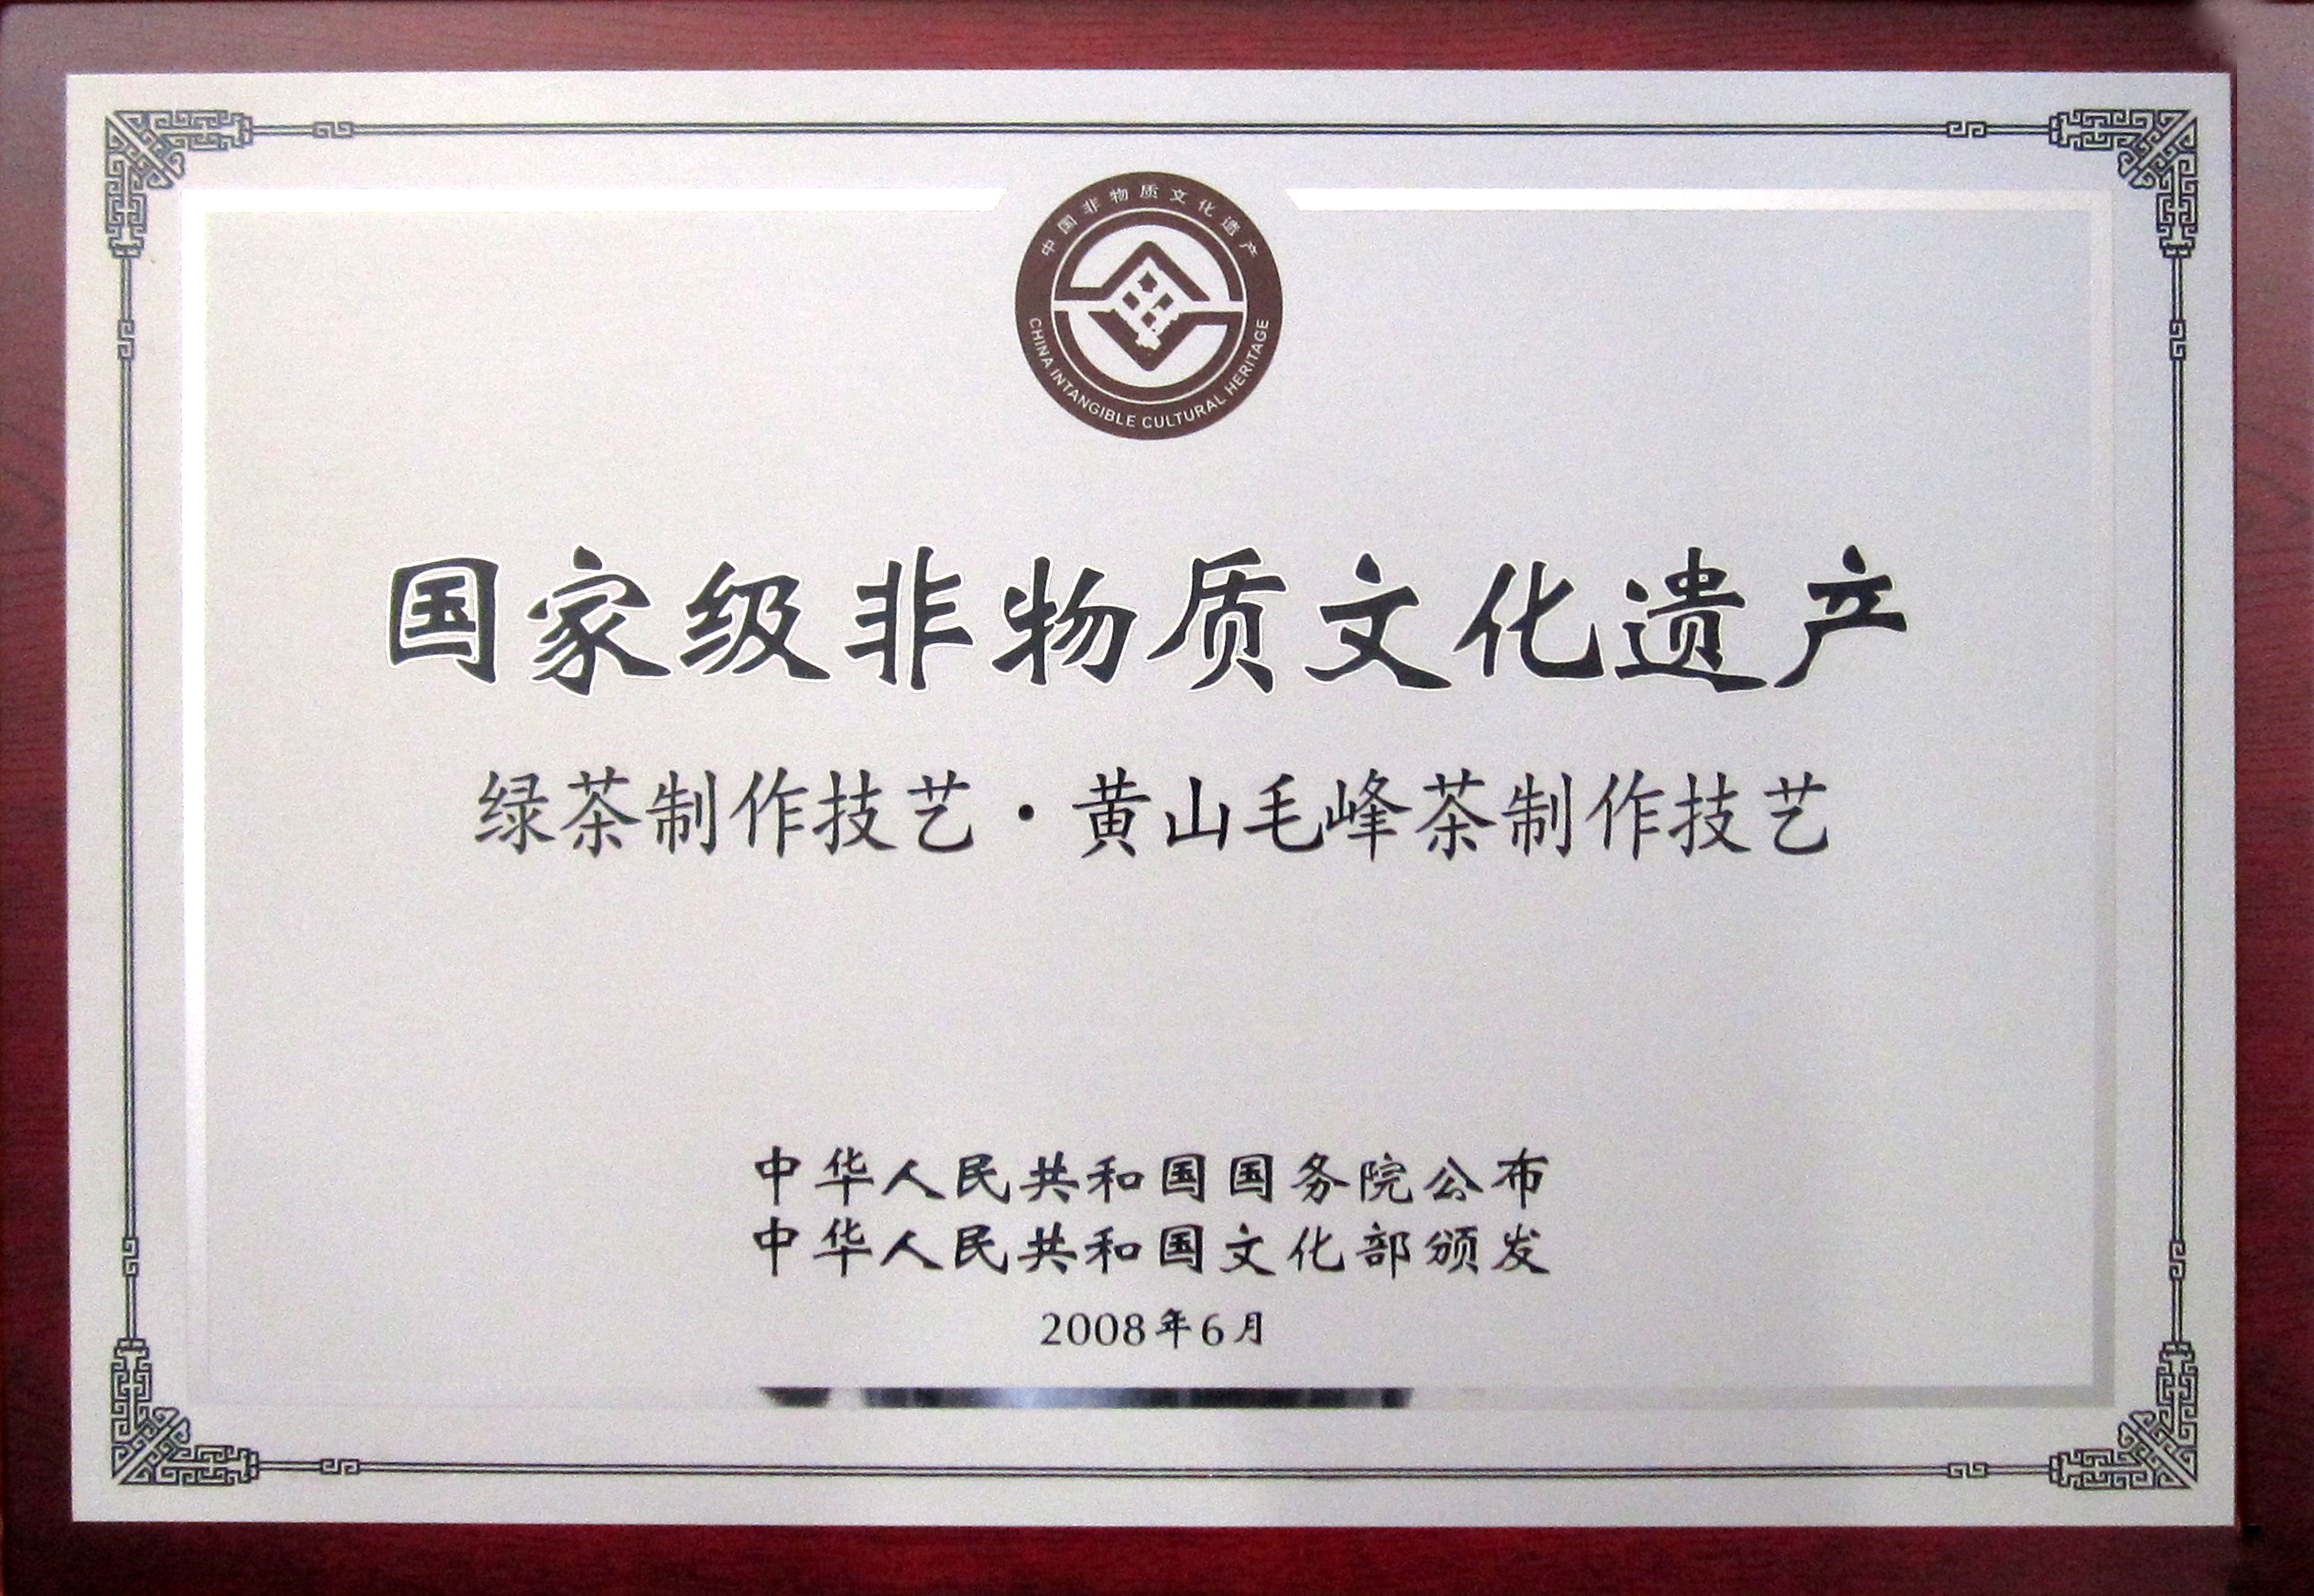 中国非物质文化遗产
CHINA INTANGIBLE CULTURAL HERITAGE
国家级非物质文化遗产
绿茶制作技艺·黄山毛峰茶制作技艺
中华人民共和国国务院公布
中华人民共和国文化部颁发
2008年6月